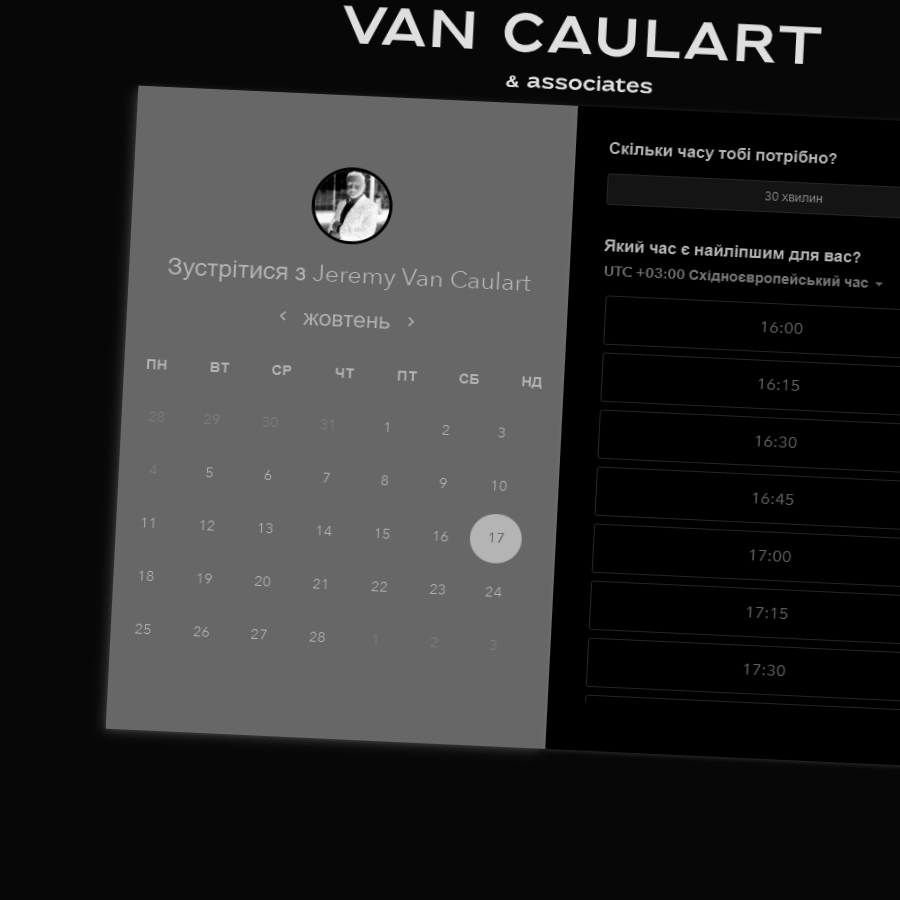 VAN CAULART
& associates
Зустрітися з Jeremy Van Caulart
‹ жовтень ›
ПН ВТ СР ЧТ ПТ СБ НД
28 29 30 31 1 2 3
4 5 6 7 8 9 10
11 12 13 14 15 16 17
18 19 20 21 22 23 24
25 26 27 28 1 2 3
Скільки часу тобі потрібно?
30 хвилин
Який час є найліпшим для вас?
UTC +03:00 Східноєвропейський час
16:00
16:15
16:30
16:45
17:00
17:15
17:30